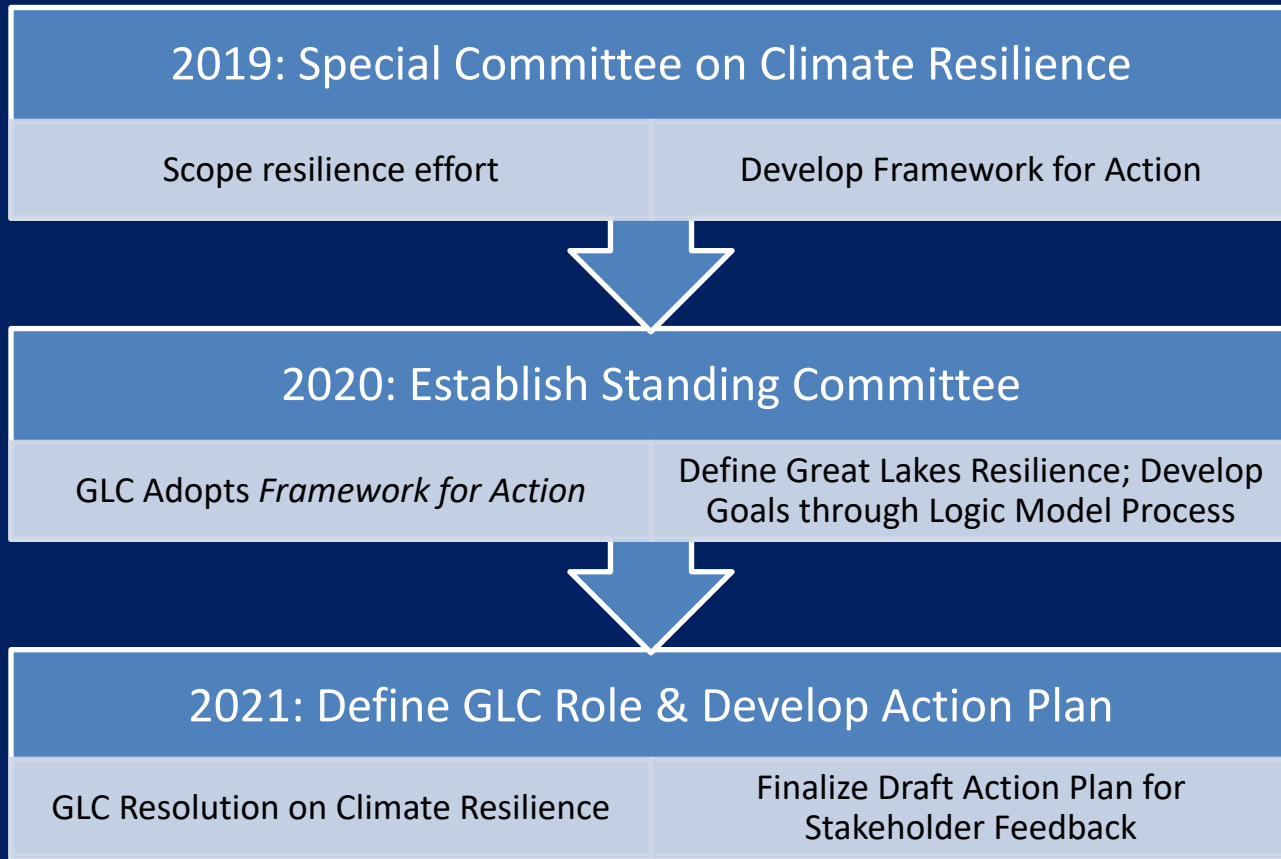 2019: Special Committee on Climate Resilience
Scope resilience effort
Develop Framework for Action
2020: Establish Standing Committee
GLC Adopts Framework for Action
Define Great Lakes Resilience; Develop
Goals through Logic Model Process
2021: Define GLC Role & Develop Action Plan
GLC Resolution on Climate Resilience
Finalize Draft Action Plan for
Stakeholder Feedback